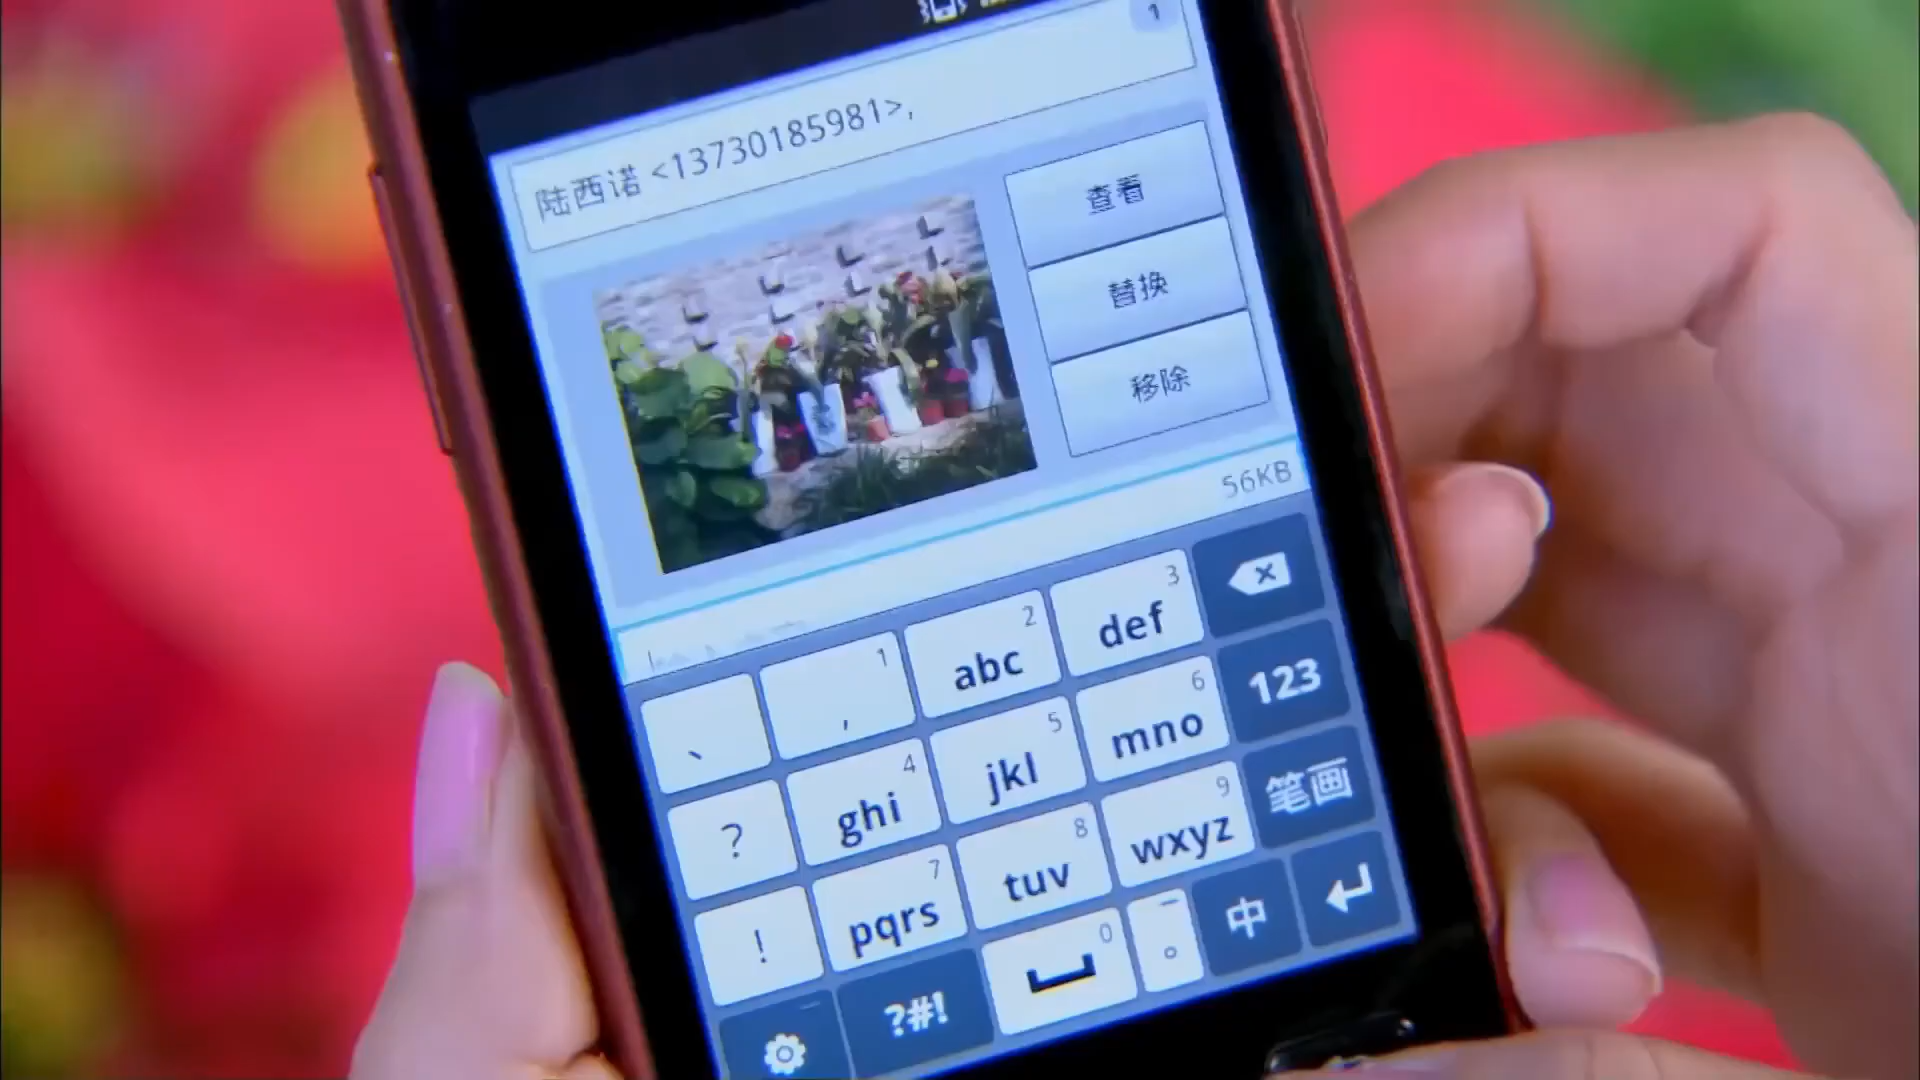 1
陆西诺 <13730185981>,
查看
替换
移除
56KB
、
1 ,
2 abc
3 def
?
4 ghi
5 jkl
6 mno
123
!
7 pqrs
8 tuv
9 wxyz
笔画
?#!
0
。
中